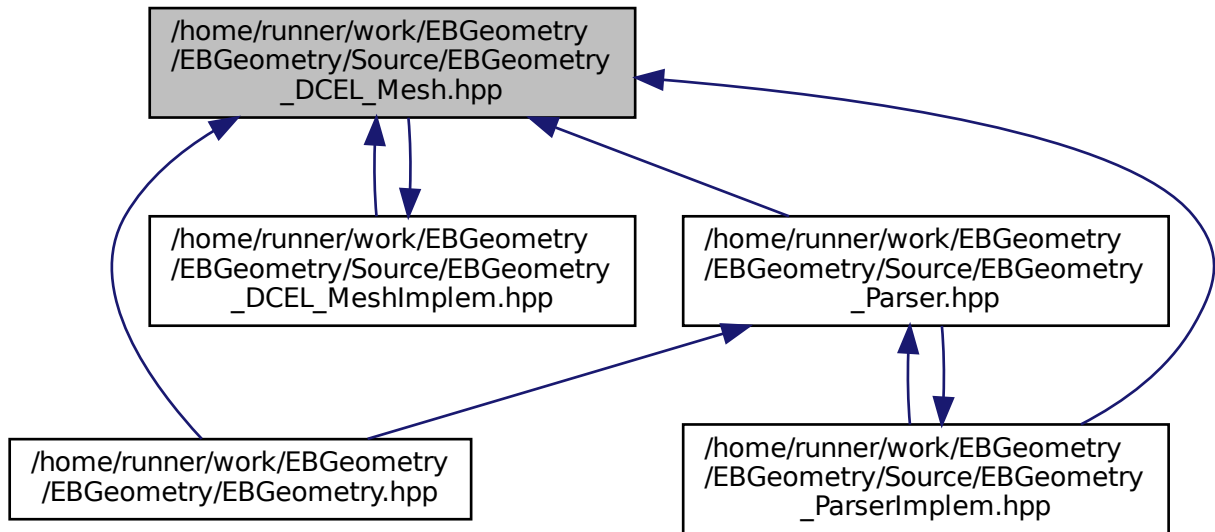 /home/runner/work/EBGeometry
/EBGeometry/Source/EBGeometry
_DCEL_Mesh.hpp
/home/runner/work/EBGeometry
/EBGeometry/Source/EBGeometry
_DCEL_MeshImplem.hpp
/home/runner/work/EBGeometry
/EBGeometry/Source/EBGeometry
_Parser.hpp
/home/runner/work/EBGeometry
/EBGeometry/EBGeometry.hpp
/home/runner/work/EBGeometry
/EBGeometry/Source/EBGeometry
_ParserImplem.hpp